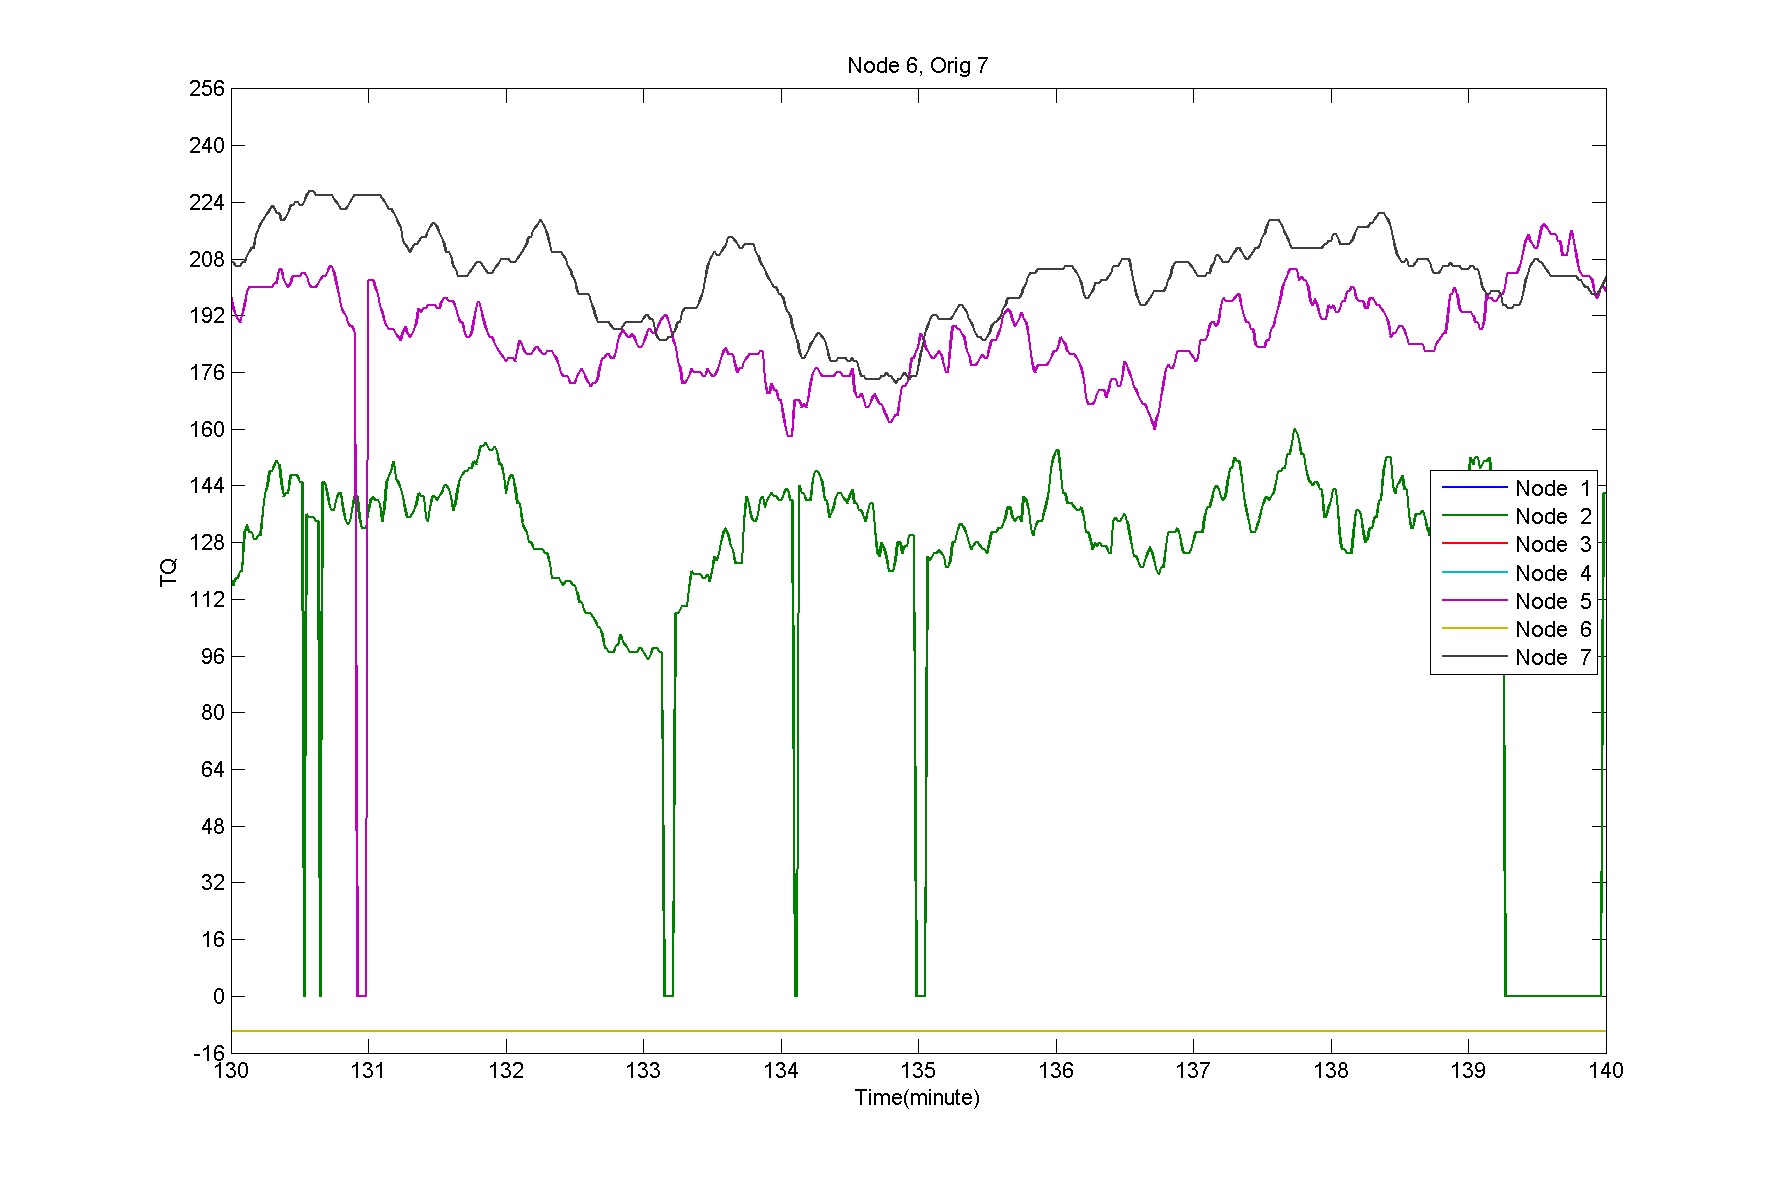 Node 6, Orig 7
256
240
224
208
192
176
160
144
128
112
96
80
64
48
32
16
0
-16
TQ
Node 1
Node 2
Node 3
Node 4
Node 5
Node 6
Node 7
130 131 132 133 134 135 136 137 138 139 140
Time(minute)